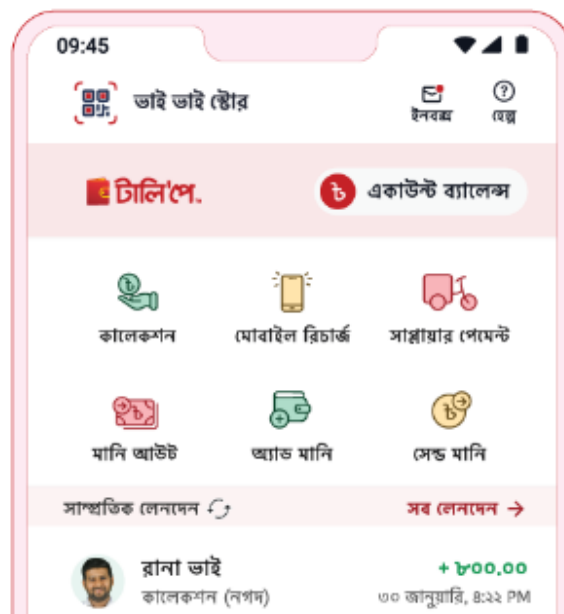 09:45
ভাই ভাই স্টোর
ইনবক্স
হেল্প
টালি'পে.
৳ একাউন্ট ব্যালেন্স
কালেকশন
মোবাইল রিচার্জ
সাপ্লায়ার পেমেন্ট
মানি আউট
অ্যাড মানি
সেন্ড মানি
সাম্প্রতিক লেনদেন
সব লেনদেন →
রানা ভাই
+ ৮০০.০০
কালেকশন (নগদ)
৩০ জানুয়ারি, ৪:২২ PM